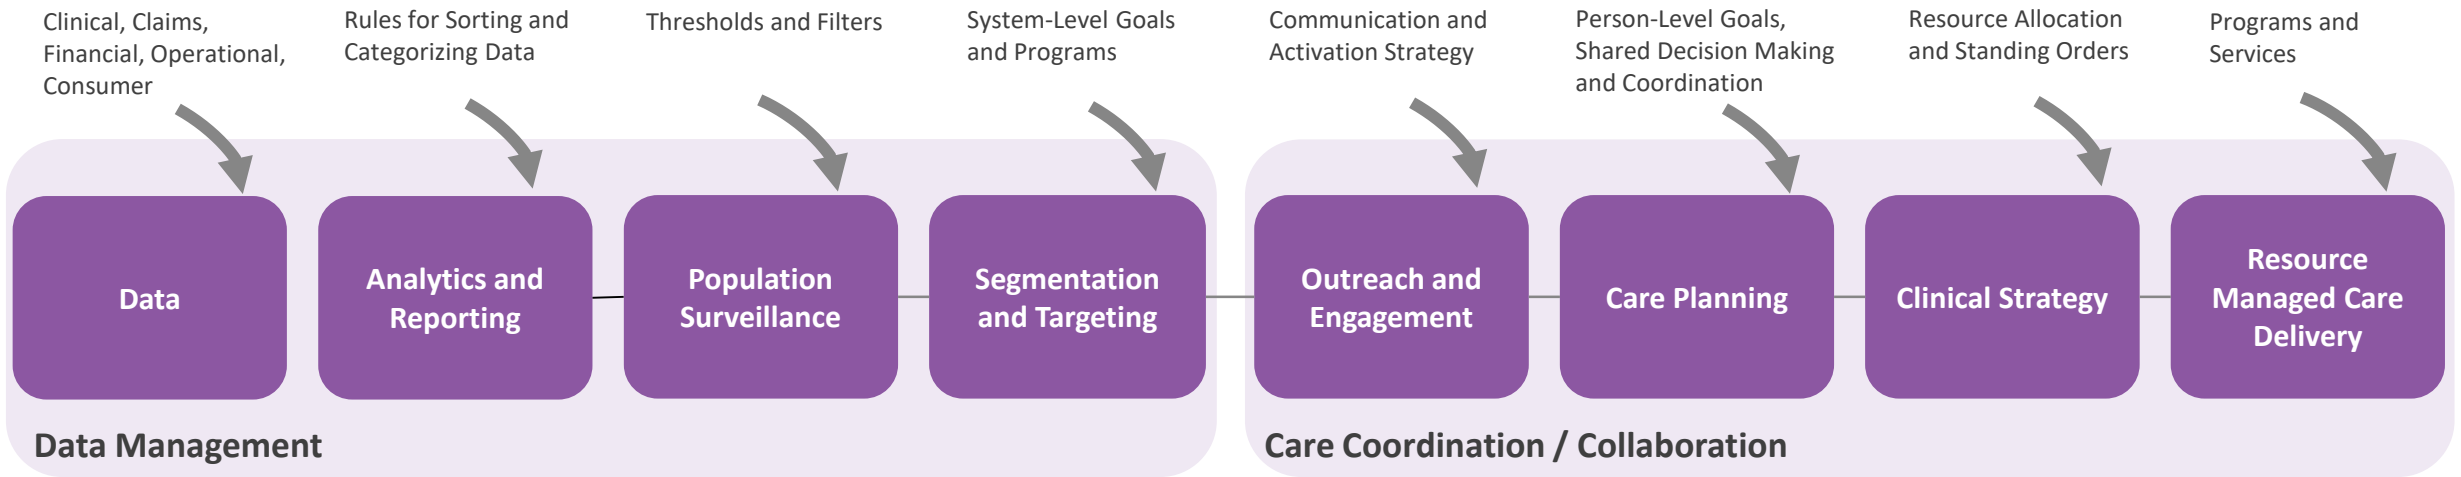 Clinical, Claims,
Financial, Operational,
Consumer
Rules for Sorting and
Categorizing Data
Thresholds and Filters
System-Level Goals
and Programs
Communication and
Activation Strategy
Person-Level Goals,
Shared Decision Making
and Coordination
Resource Allocation
and Standing Orders
Programs and
Services
Data
Analytics and
Reporting
Population
Surveillance
Segmentation
and Targeting
Outreach and
Engagement
Care Planning
Clinical Strategy
Resource
Managed Care
Delivery
Data Management
Care Coordination / Collaboration